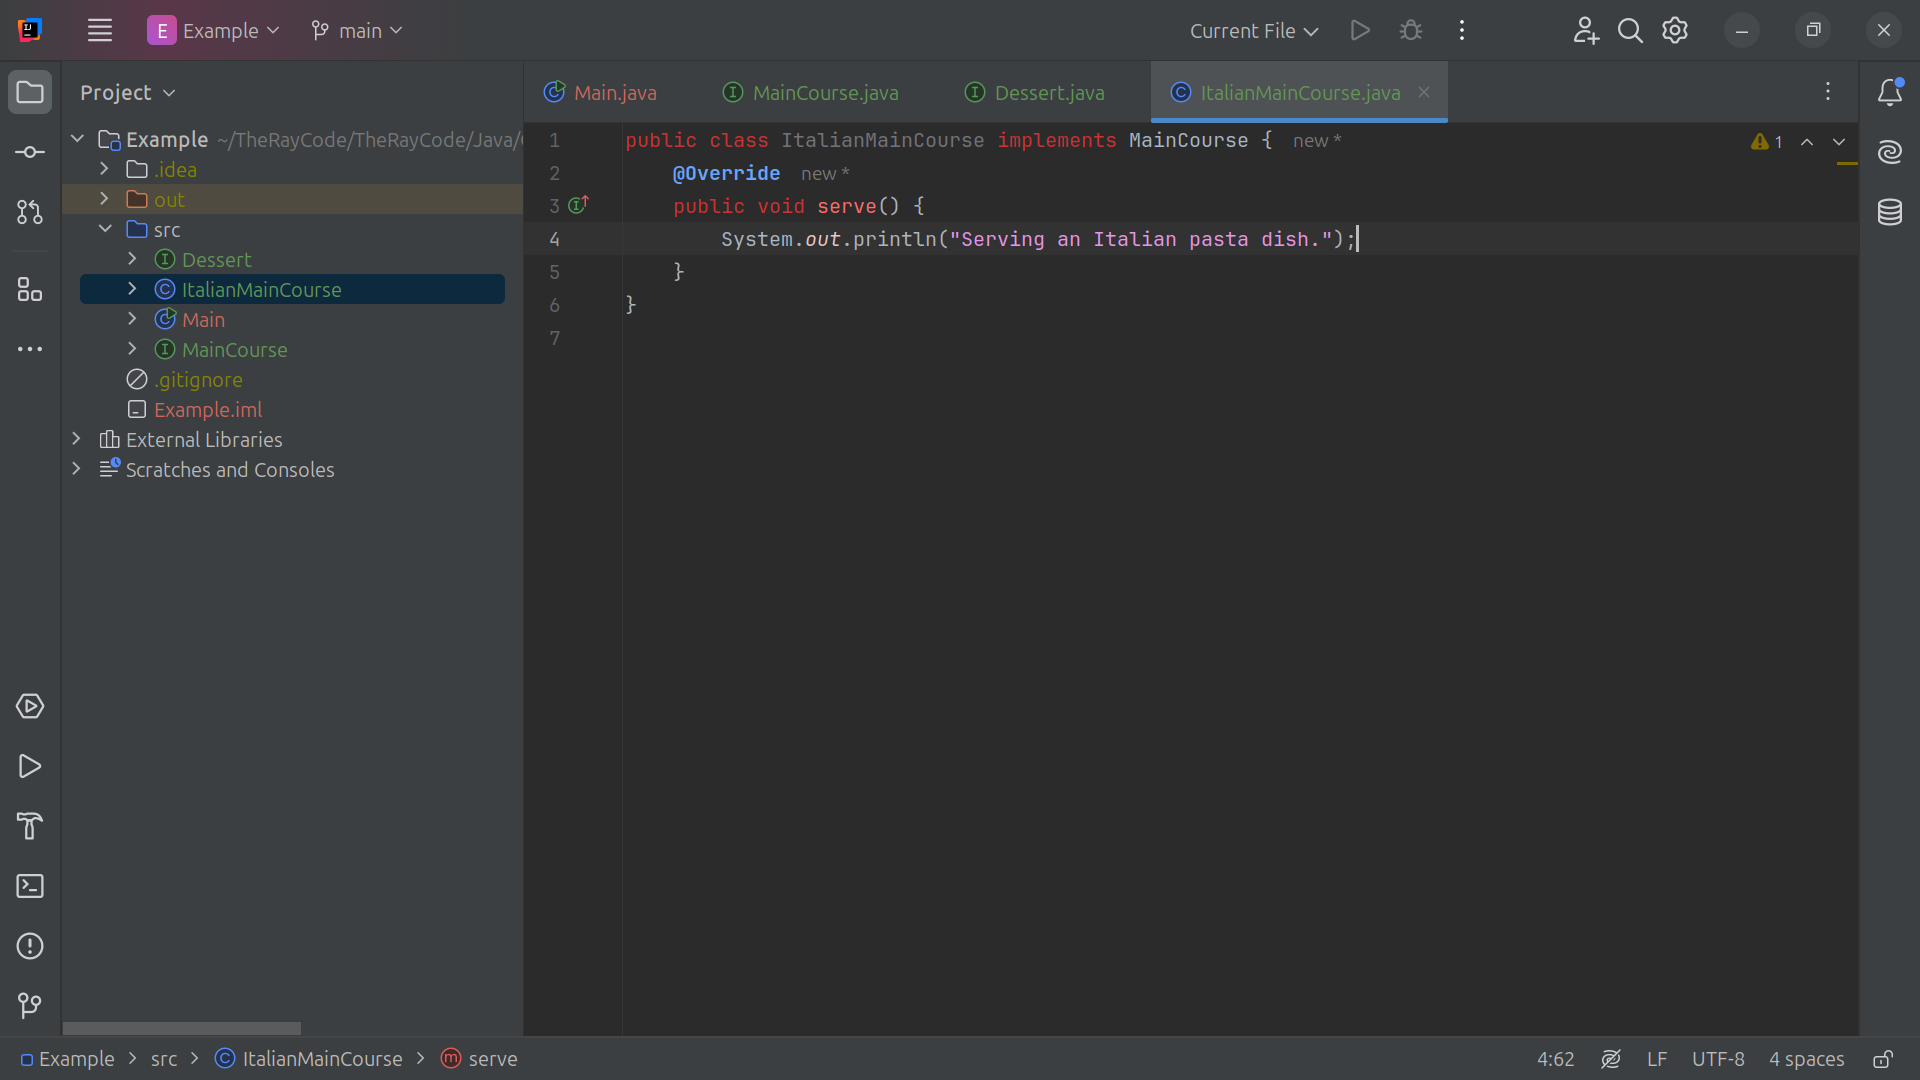 E Example main Current File
Project
Main.java MainCourse.java Dessert.java ItalianMainCourse.java
Example ~/TheRayCode/TheRayCode/Java/
.idea
out
src
Dessert
ItalianMainCourse
Main
MainCourse
.gitignore
Example.iml
External Libraries
Scratches and Consoles
1 public class ItalianMainCourse implements MainCourse { new *
2 @Override new *
3 public void serve() {
4 System.out.println("Serving an Italian pasta dish.");
5 }
6 }
7
1
Example src ItalianMainCourse serve
4:62 LF UTF-8 4 spaces